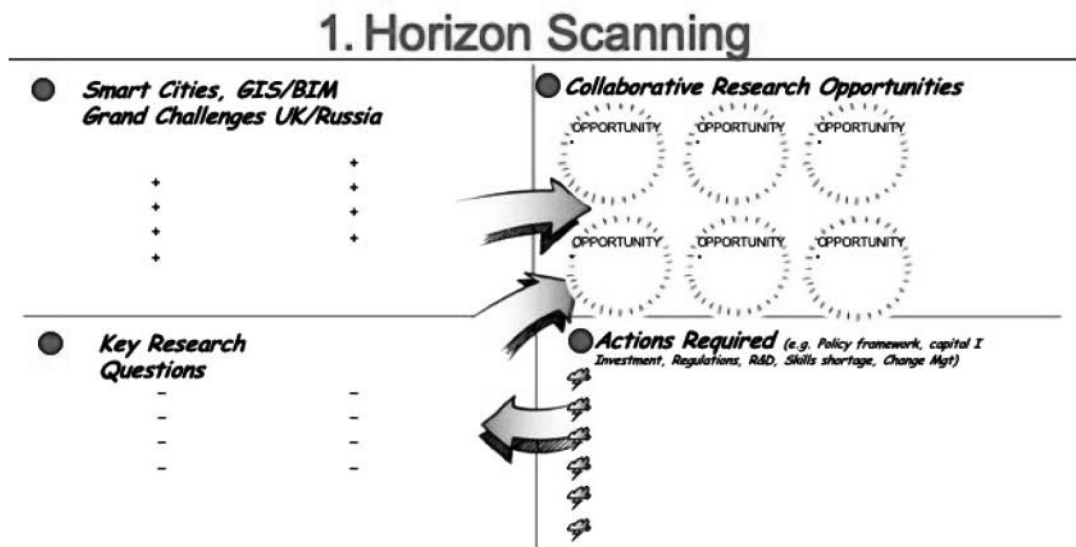 1. Horizon Scanning
Smart Cities, GIS/BIM
Grand Challenges UK/Russia
+
+
+
+
+
+
+
+
Collaborative Research Opportunities
OPPORTUNITY
OPPORTUNITY
OPPORTUNITY
OPPORTUNITY
OPPORTUNITY
OPPORTUNITY
Key Research
Questions
– –
– –
– –
– –
Actions Required (e.g. Policy framework, capital I
Investment, Regulations, R&D, Skills shortage, Change Mgt)